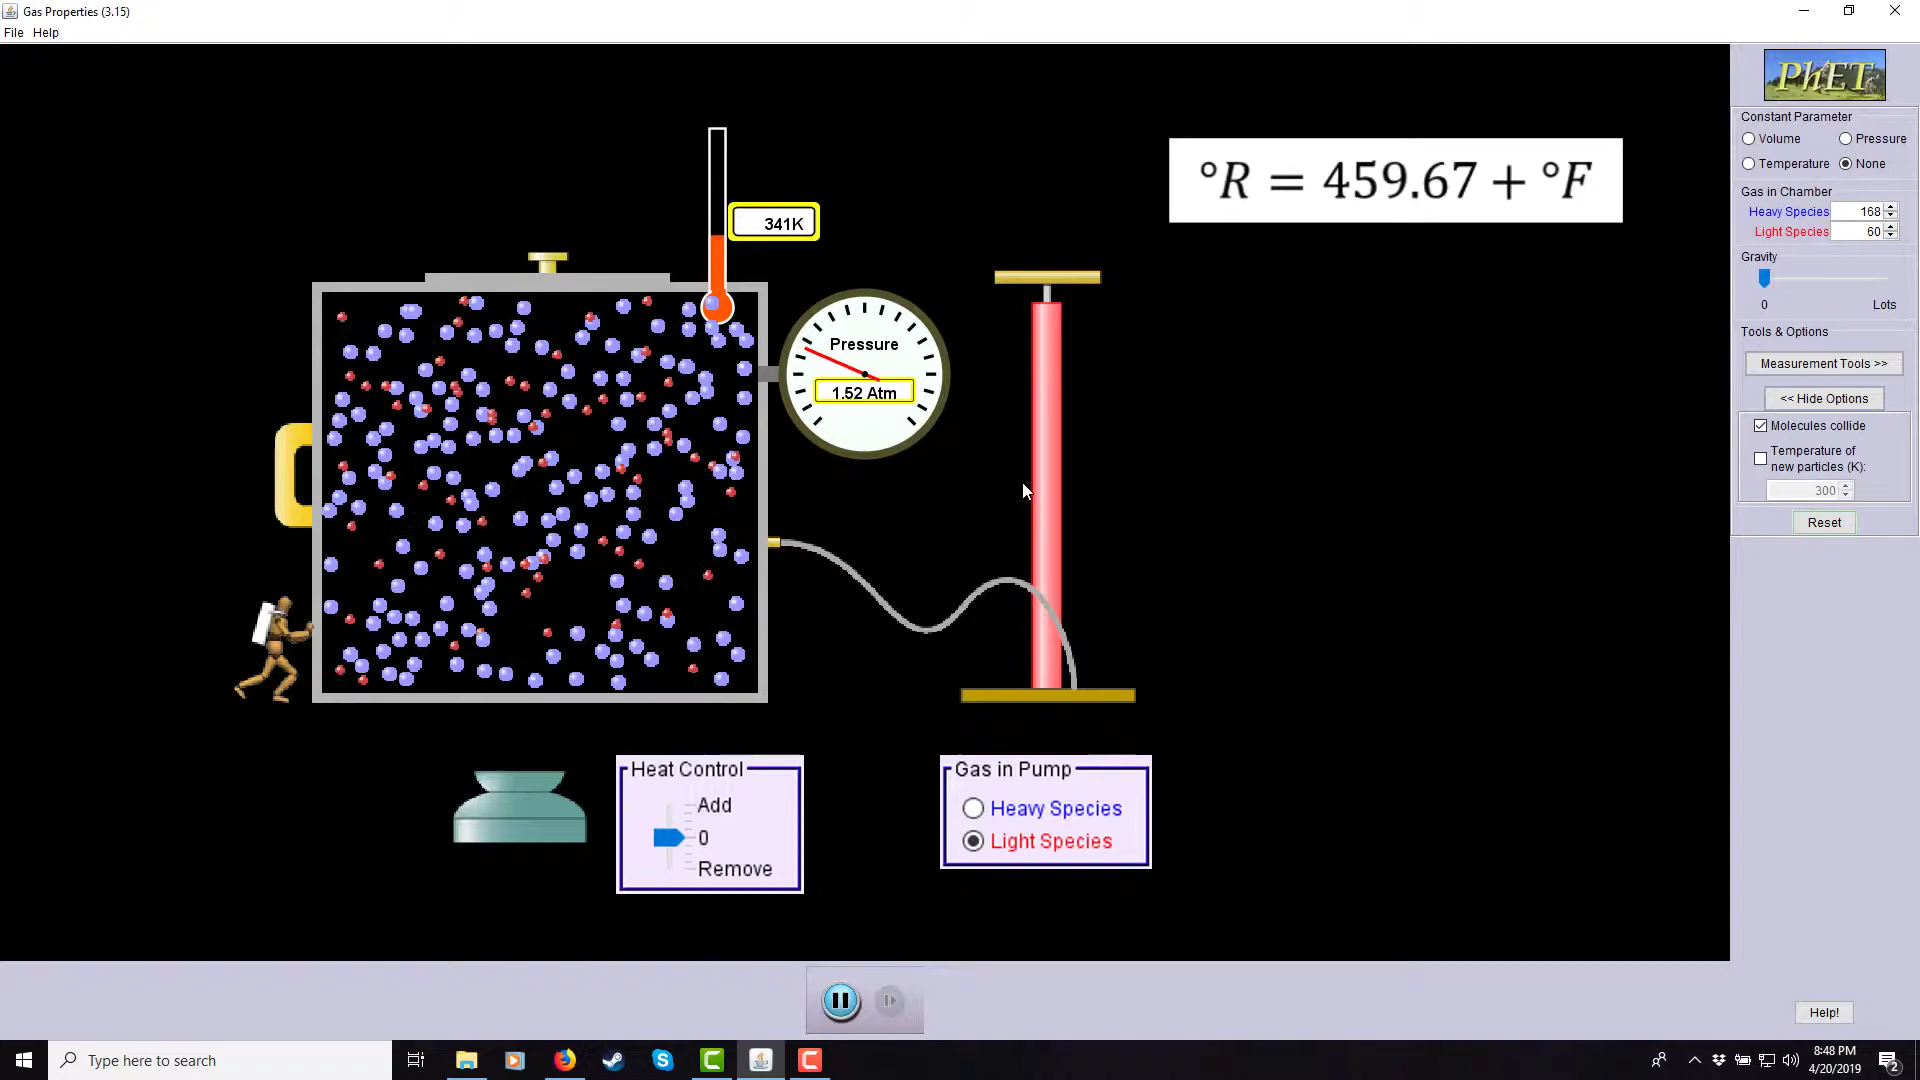 Gas Properties (3.15)
File Help
PhET
Constant Parameter
Volume Pressure
Temperature None
Gas in Chamber
Heavy Species 168
Light Species 60
Gravity
0 Lots
Tools & Options
Measurement Tools >>
<< Hide Options
Molecules collide
Temperature of
new particles (K):
300
Reset
°R = 459.67 + °F
341K
Pressure
1.52 Atm
Heat Control
Add
0
Remove
Gas in Pump
Heavy Species
Light Species
Help!
Type here to search
8:48 PM
4/20/2019
2